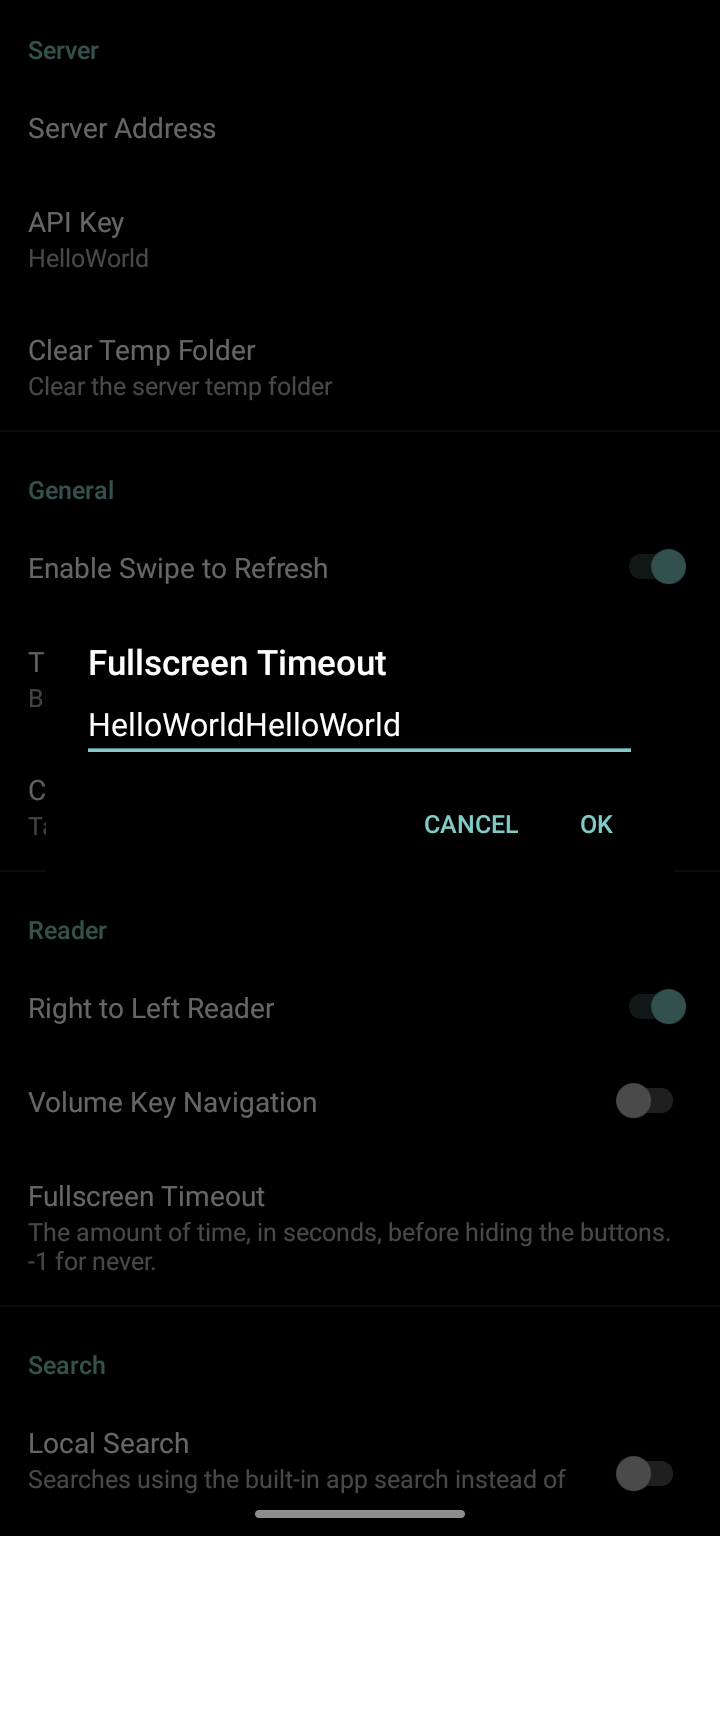 Server
Server Address
API Key
HelloWorld
Clear Temp Folder
Clear the server temp folder
General
Enable Swipe to Refresh
Fullscreen Timeout
HelloWorldHelloWorld
CANCEL OK
Reader
Right to Left Reader
Volume Key Navigation
Fullscreen Timeout
The amount of time, in seconds, before hiding the buttons.
-1 for never.
Search
Local Search
Searches using the built-in app search instead of